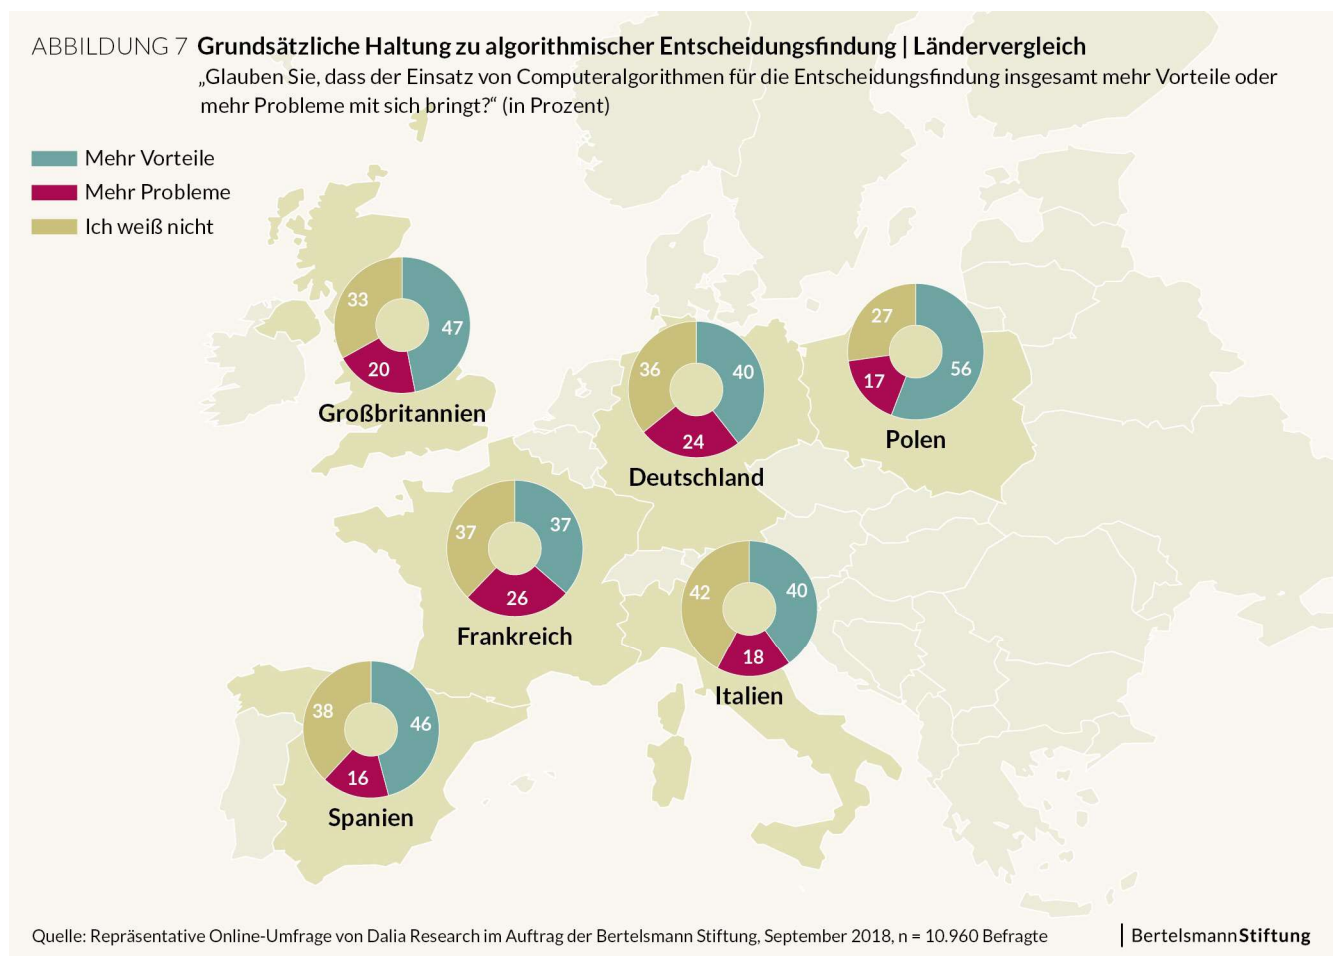 ABBILDUNG 7 Grundsätzliche Haltung zu algorithmischer Entscheidungsfindung | Ländervergleich
„Glauben Sie, dass der Einsatz von Computeralgorithmen für die Entscheidungsfindung insgesamt mehr Vorteile oder
mehr Probleme mit sich bringt?“ (in Prozent)
Mehr Vorteile
Mehr Probleme
Ich weiß nicht
33
47
20
Großbritannien
36
40
24
Deutschland
27
56
17
Polen
37
37
26
Frankreich
42
40
18
Italien
38
46
16
Spanien
Quelle: Repräsentative Online-Umfrage von Dalia Research im Auftrag der Bertelsmann Stiftung, September 2018, n = 10.960 Befragte
BertelsmannStiftung